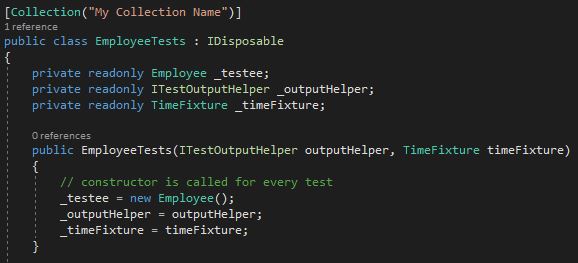 [Collection("My Collection Name")]
1 reference
public class EmployeeTests : IDisposable
{
    private readonly Employee _testee;
    private readonly ITestOutputHelper _outputHelper;
    private readonly TimeFixture _timeFixture;
    0 references
    public EmployeeTests(ITestOutputHelper outputHelper, TimeFixture timeFixture)
    {
        // constructor is called for every test
        _testee = new Employee();
        _outputHelper = outputHelper;
        _timeFixture = timeFixture;
    }